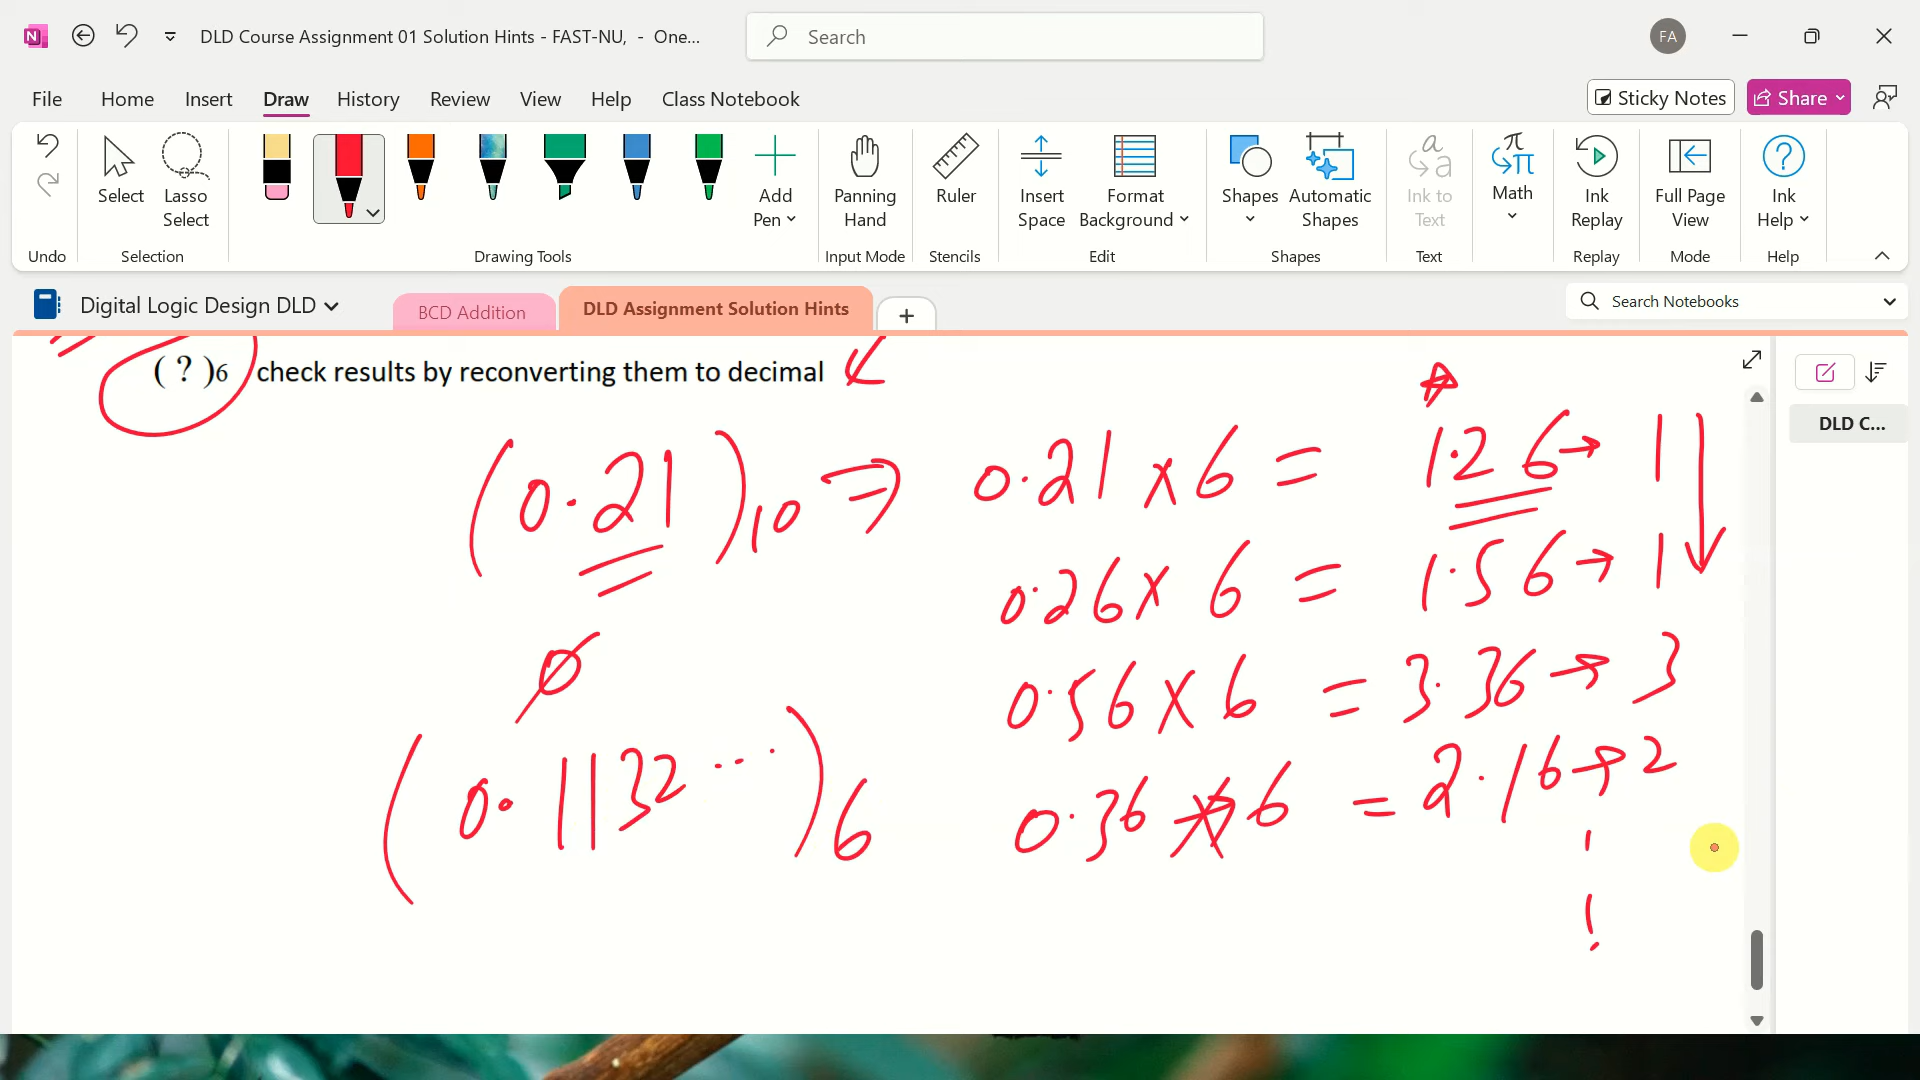 DLD Course Assignment 01 Solution Hints - FAST-NU, - One...
Search
FA
File Home Insert Draw History Review View Help Class Notebook
Sticky Notes Share
Select Lasso Select Add Pen Panning Hand Ruler Insert Space Format Background Shapes Automatic Shapes Ink to Text Math Ink Replay Full Page View Ink Help
Undo Selection Drawing Tools Input Mode Stencils Edit Shapes Text Replay Mode Help
Digital Logic Design DLD BCD Addition DLD Assignment Solution Hints + Search Notebooks
( ? )6 check results by reconverting them to decimal
DLD C...
(0.21)10 ⇒ 0.21 × 6 = 1.26 → 1
0.26 × 6 = 1.56 → 1
0.56 × 6 = 3.36 → 3
0
0.36 × 6 = 2.16 → 2
(0.1132...)6